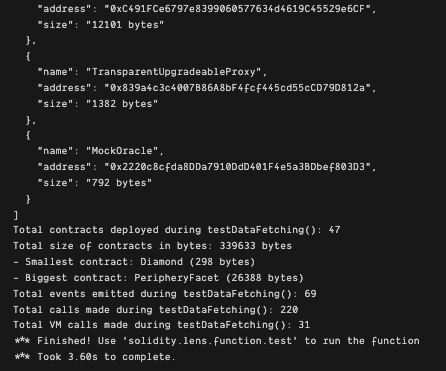 "address": "0xC491FCe6797e8399060577634d4619C45529e6CF",
"size": "12101 bytes"
},
{
"name": "TransparentUpgradeableProxy",
"address": "0x839a4c3c4007B86A8bF4fcf445cd55cCD79D812a",
"size": "1382 bytes"
},
{
"name": "MockOracle",
"address": "0x2220c8cfda8DDa7910DdD401F4e5a3BDbef803D3",
"size": "792 bytes"
}
]
Total contracts deployed during testDataFetching(): 47
Total size of contracts in bytes: 339633 bytes
- Smallest contract: Diamond (298 bytes)
- Biggest contract: PeripheryFacet (26388 bytes)
Total events emitted during testDataFetching(): 69
Total calls made during testDataFetching(): 220
Total VM calls made during testDataFetching(): 31
*** Finished! Use 'solidity.lens.function.test' to run the function
*** Took 3.60s to complete.